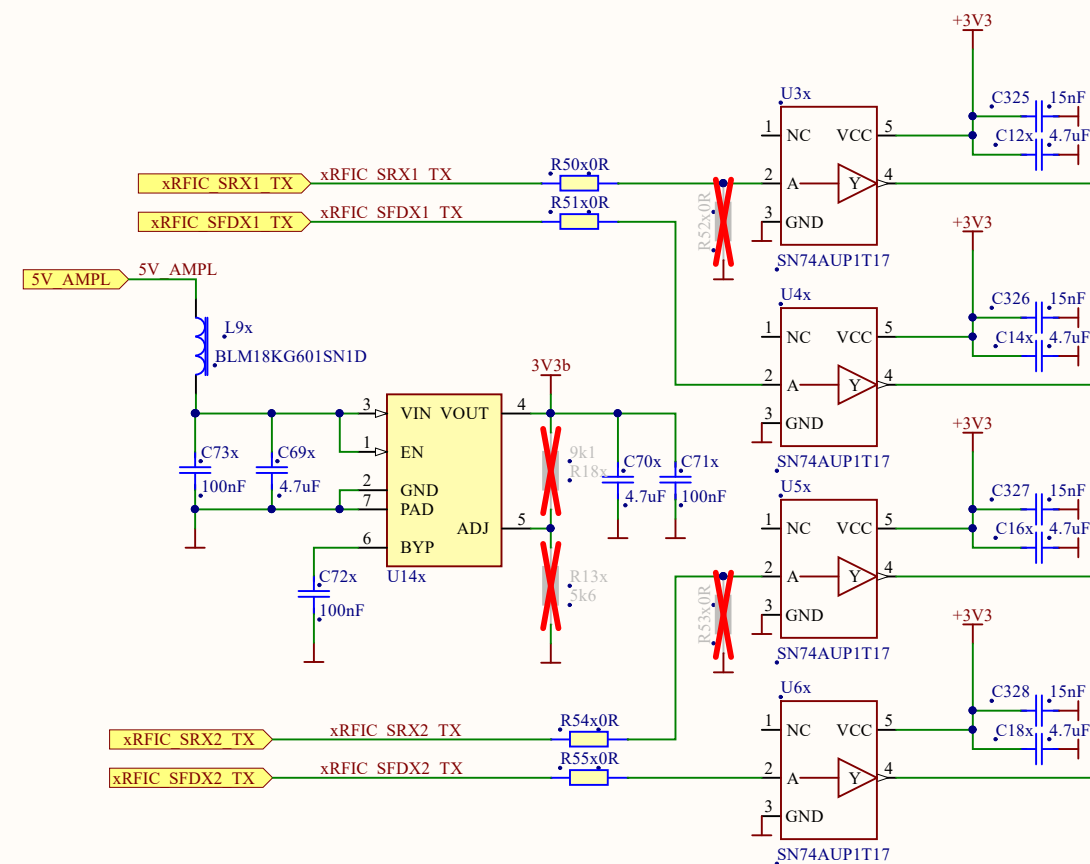 +3V3
U3x
C325 15nF
1 NC VCC 5
C12x 4.7uF
xRFIC_SRX1_TX xRFIC_SRX1_TX R50x0R
2 A Y 4
R52x0R
xRFIC_SFDX1_TX xRFIC_SFDX1_TX R51x0R
3 GND
+3V3
SN74AUP1T17
5V_AMPL 5V_AMPL
U4x
C326 15nF
L9x
BLM18KG601SN1D
1 NC VCC 5
C14x 4.7uF
3V3b
2 A Y 4
3 VIN VOUT 4
3 GND
+3V3
1 EN
C73x
100nF
C69x
4.7uF
9k1
R18x
C70x
4.7uF
C71x
100nF
SN74AUP1T17
2 GND
7 PAD
U5x
C327 15nF
ADJ 5
1 NC VCC 5
C16x 4.7uF
6 BYP
U14x
C72x
100nF
R13x
5k6
2 A Y 4
R53x0R
3 GND
+3V3
SN74AUP1T17
U6x
C328 15nF
xRFIC_SRX2_TX xRFIC_SRX2_TX R54x0R
1 NC VCC 5
C18x 4.7uF
xRFIC_SFDX2_TX xRFIC_SFDX2_TX R55x0R
2 A Y 4
3 GND
SN74AUP1T17